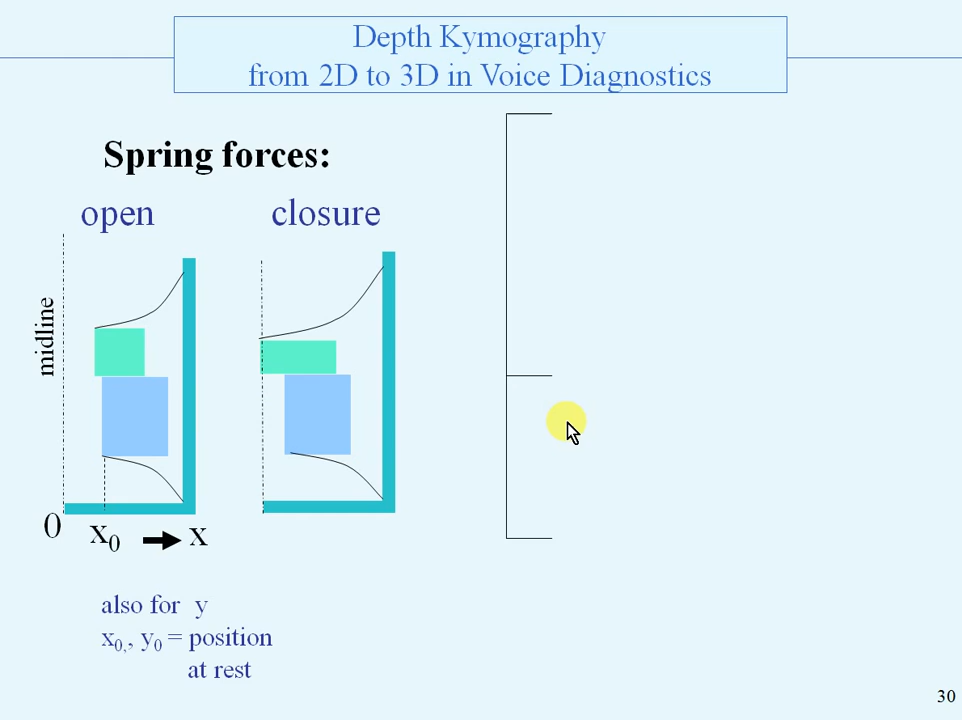 Depth Kymography
from 2D to 3D in Voice Diagnostics
Spring forces:
open
closure
midline
0
x₀
x
also for y
x₀,, y₀ = position
at rest
30